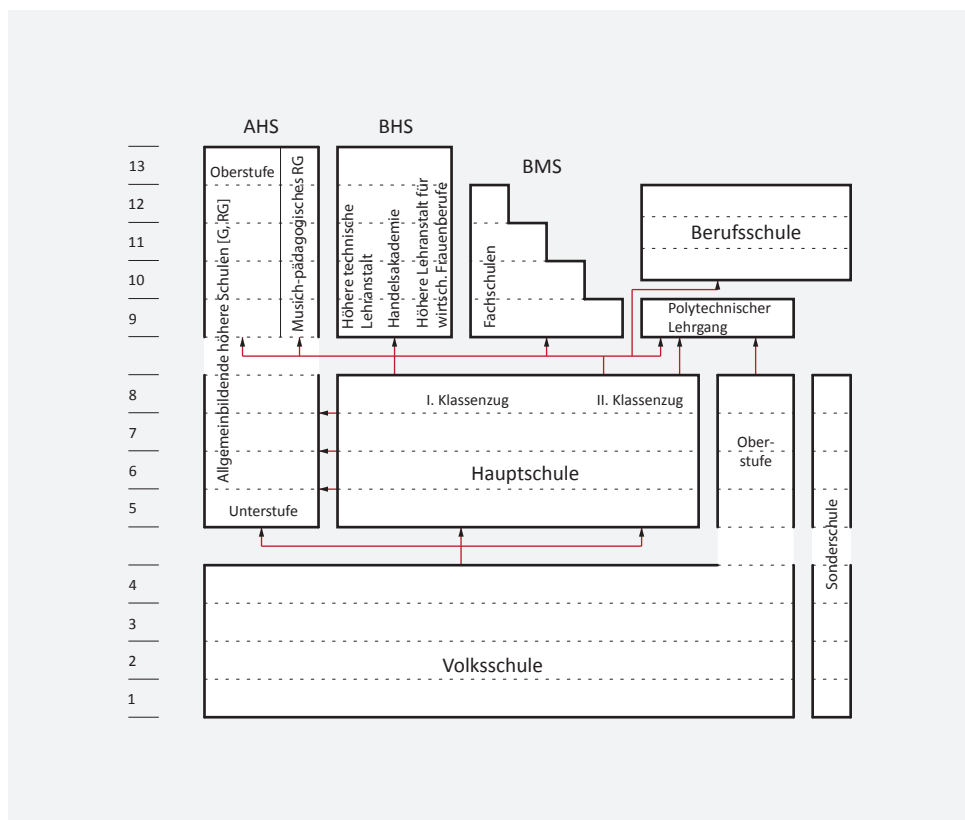 AHS
BHS
BMS
13
12
11
10
9
8
7
6
5
4
3
2
1
Oberstufe
Allgemeinbildende höhere Schulen [G, RG]
Musich-pädagogisches RG
Unterstufe
Höhere technische
Lehranstalt
Handelsakademie
Höhere Lehranstalt für
wirtsch. Frauenberufe
Fachschulen
Berufsschule
Polytechnischer
Lehrgang
I. Klassenzug
II. Klassenzug
Hauptschule
Ober-
stufe
Sonderschule
Volksschule